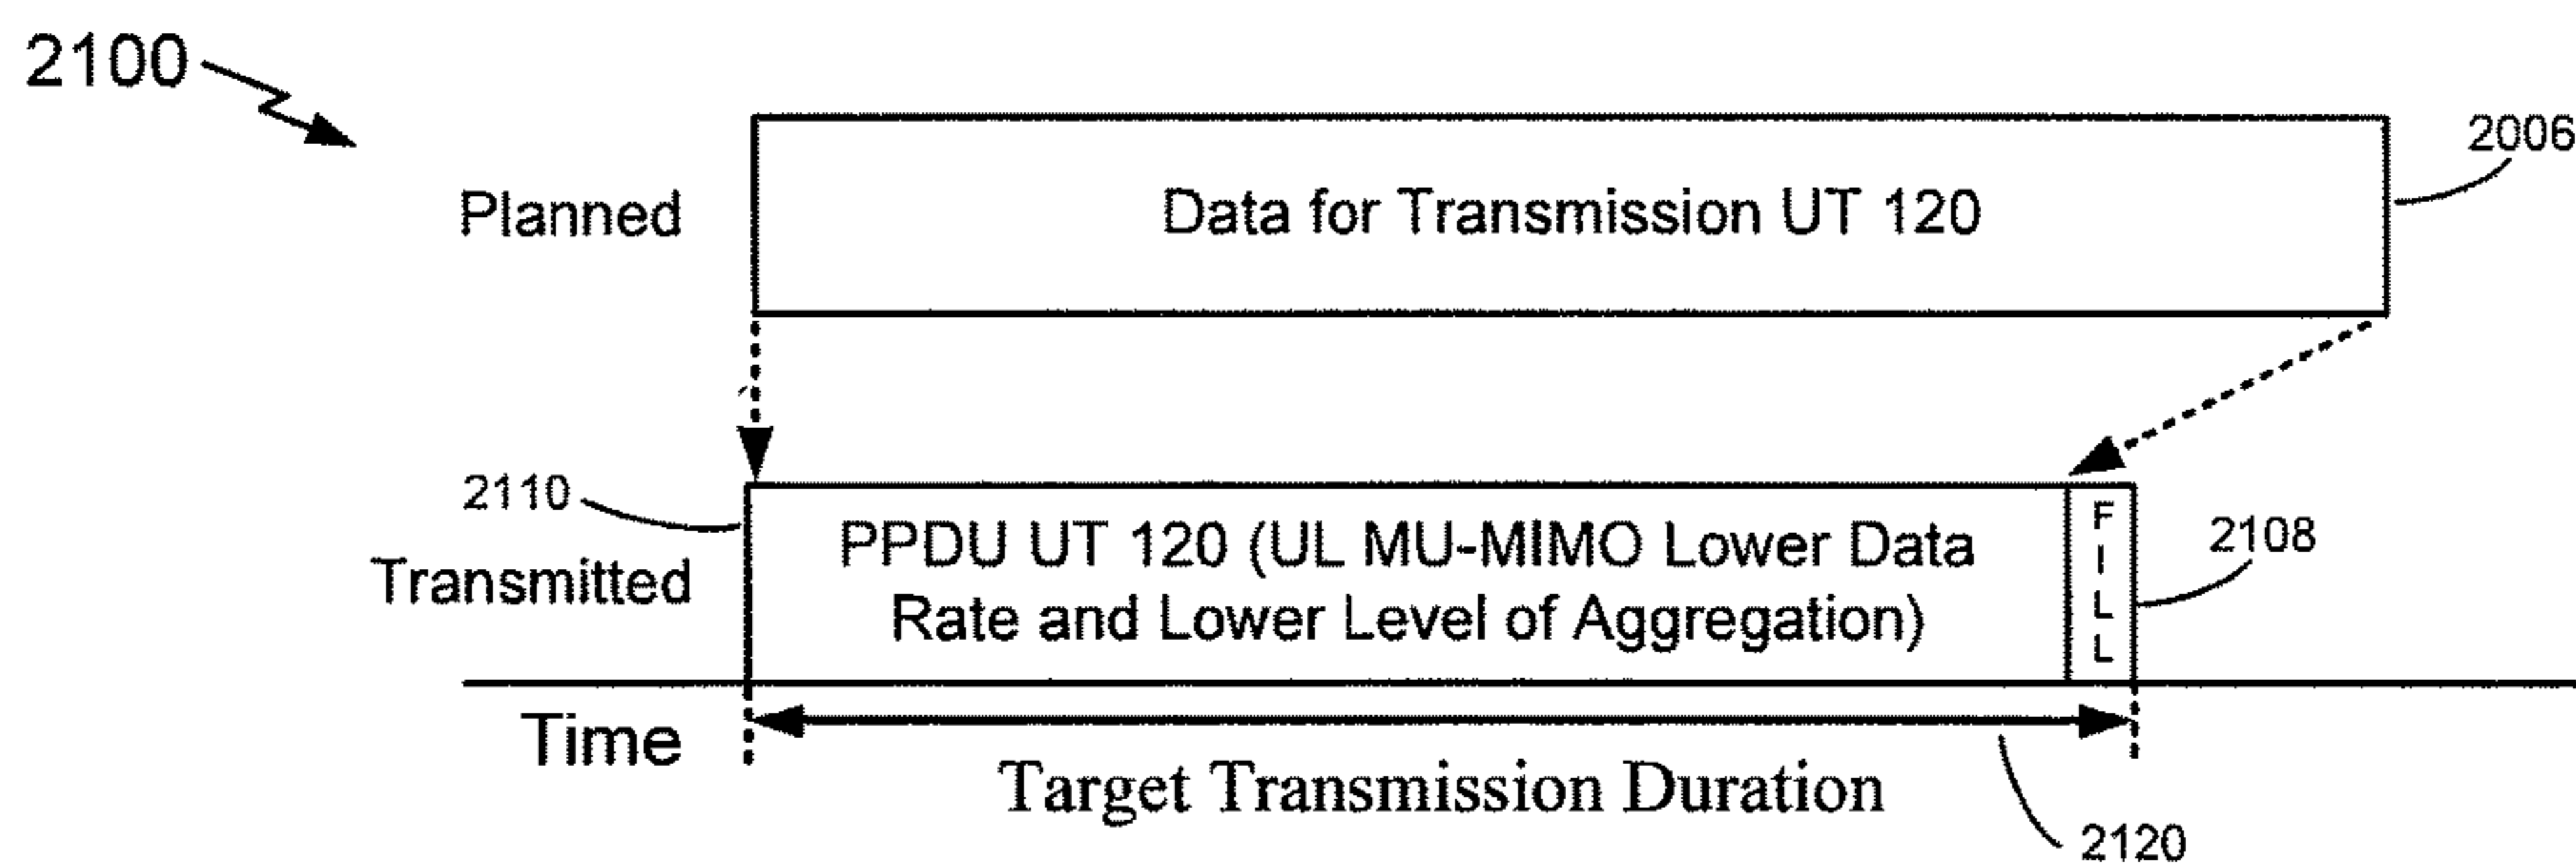 2100
2006
Planned
Data for Transmission UT 120
2110
Transmitted
PPDU UT 120 (UL MU-MIMO Lower Data
Rate and Lower Level of Aggregation)
FILL
2108
Time
Target Transmission Duration
2120